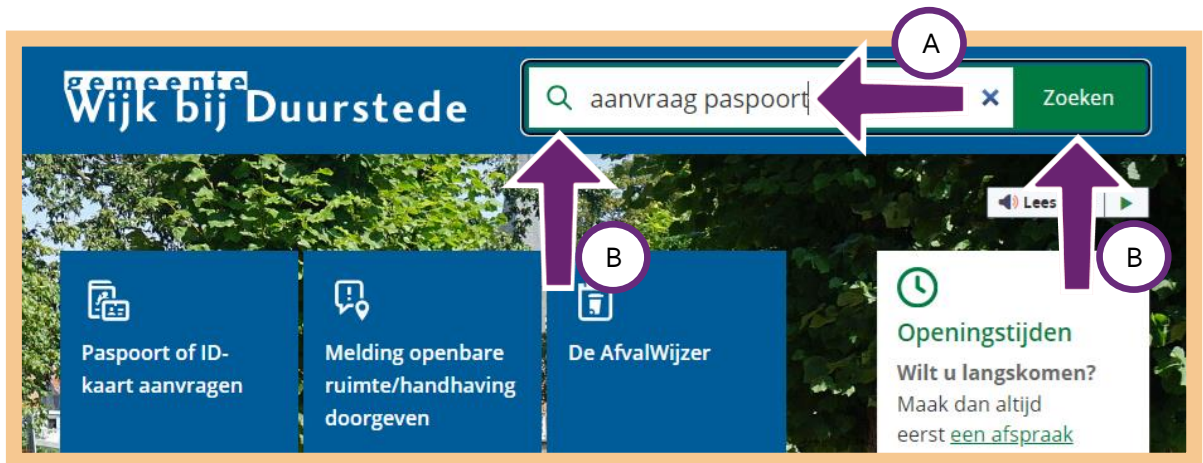 A
gemeente
Wijk bij Duurstede
aanvraag paspoort
Zoeken
Lees
B
B
Paspoort of ID-
kaart aanvragen
Melding openbare
ruimte/handhaving
doorgeven
De AfvalWijzer
Openingstijden
Wilt u langskomen?
Maak dan altijd
eerst een afspraak